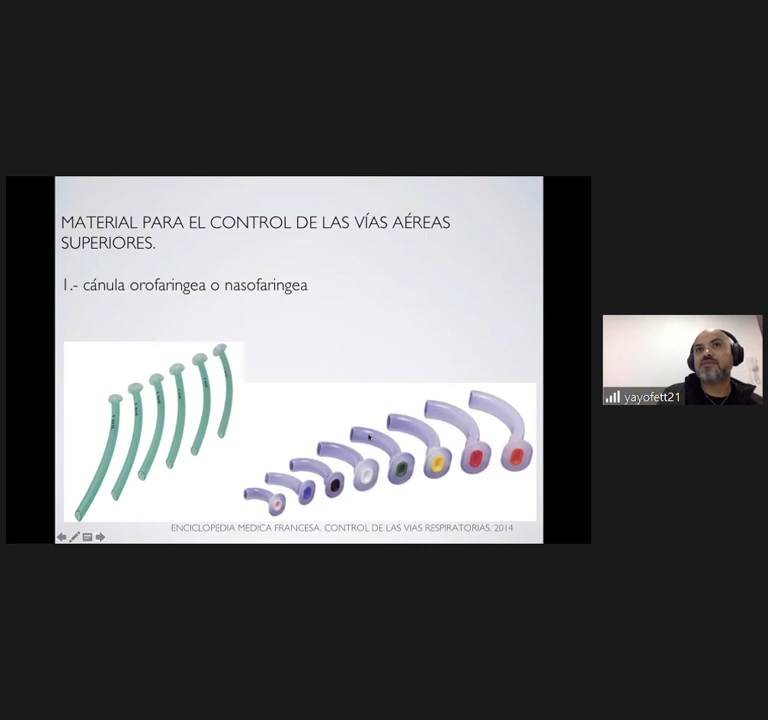 MATERIAL PARA EL CONTROL DE LAS VÍAS AÉREAS
SUPERIORES.
1.- cánula orofaringea o nasofaringea
ENCICLOPEDIA MEDICA FRANCESA. CONTROL DE LAS VIAS RESPIRATORIAS. 2014
yayofett21